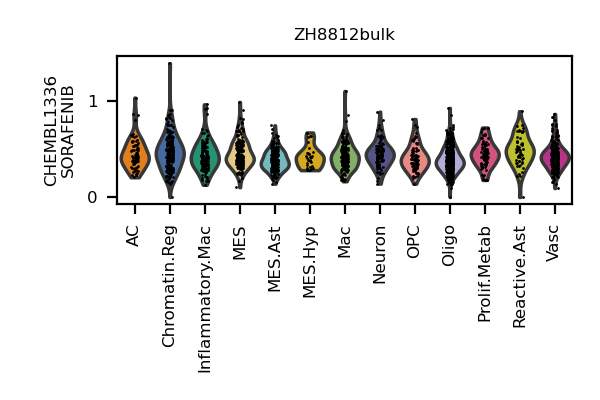 ZH8812bulk
CHEMBL1336
SORAFENIB
1
0
AC
Chromatin.Reg
Inflammatory.Mac
MES
MES.Ast
MES.Hyp
Mac
Neuron
OPC
Oligo
Prolif.Metab
Reactive.Ast
Vasc